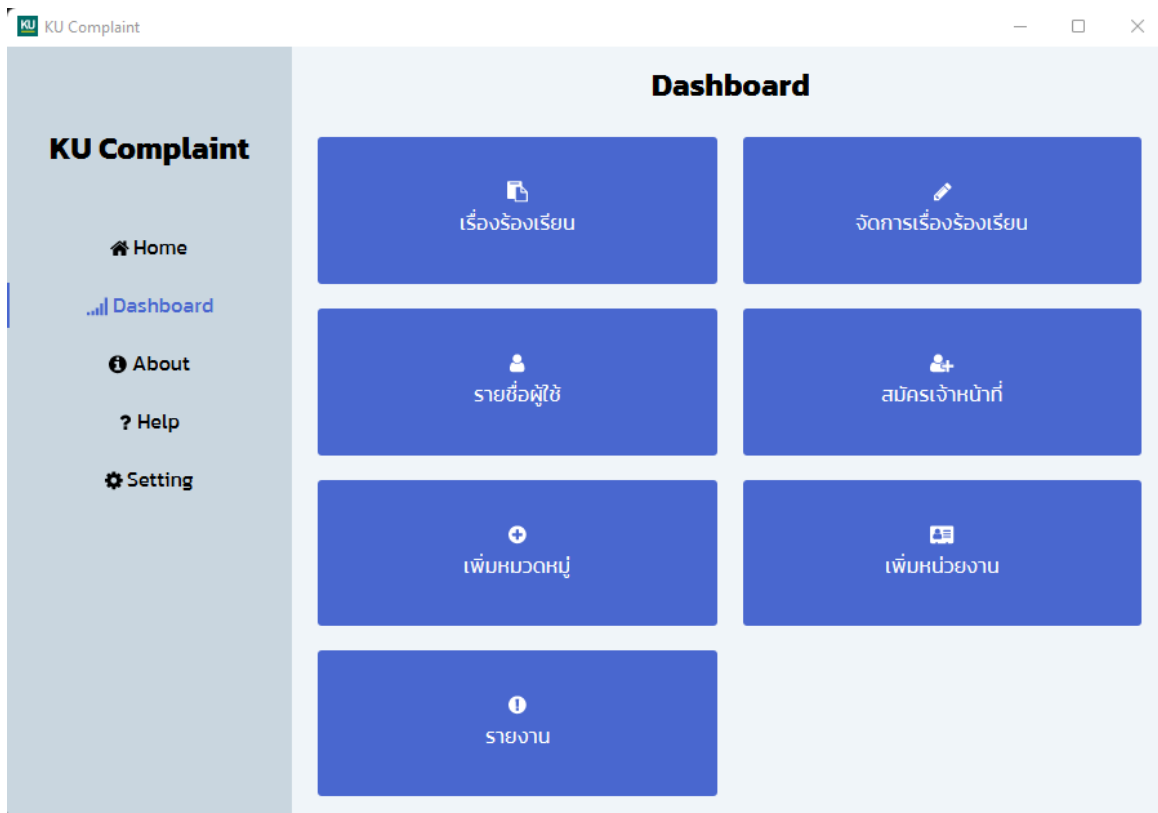 KU KU Complaint
KU Complaint
Home
Dashboard
About
? Help
Setting
Dashboard
เรื่องร้องเรียน
จัดการเรื่องร้องเรียน
รายชื่อผู้ใช้
สมัครเจ้าหน้าที่
เพิ่มหมวดหมู่
เพิ่มหน่วยงาน
รายงาน